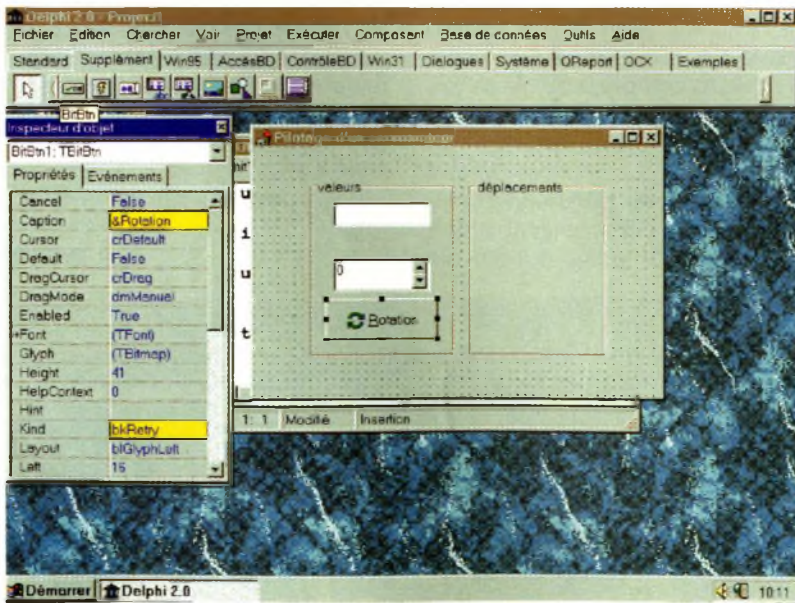 Delphi 2.0 - Project1
Fichier Edition Chercher Voir Projet Exécuter Composant Base de données Outils Aide
Standard Supplément Win95 AccèsBD ContrôleBD Win31 Dialogues Système QReport OCX Exemples
BitBtn
Inspecteur d'objet
BitBtn1: TBitBtn
Propriétés Evénements
Cancel False
Caption &Rotation
Cursor crDefault
Default False
DragCursor crDrag
DragMode dmManual
Enabled True
+Font (TFont)
Glyph (TBitmap)
Height 41
HelpContext 0
Hint
Kind bkRetry
Layout blGlyphLeft
Left 16
u
i
u
t
valeurs
déplacements
0
Rotation
1: 1 Modifié Insertion
Démarrer Delphi 2.0 10:11